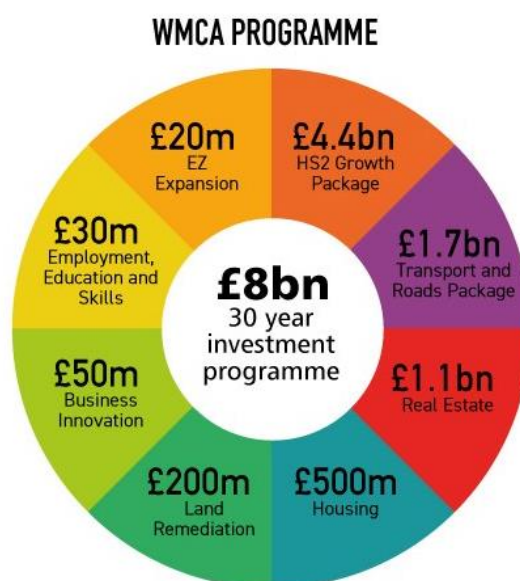 WMCA PROGRAMME
£20m
EZ
Expansion
£4.4bn
HS2 Growth
Package
£30m
Employment,
Education and
Skills
£1.7bn
Transport and
Roads Package
£8bn
30 year
investment
programme
£50m
Business
Innovation
£1.1bn
Real Estate
£200m
Land
Remediation
£500m
Housing